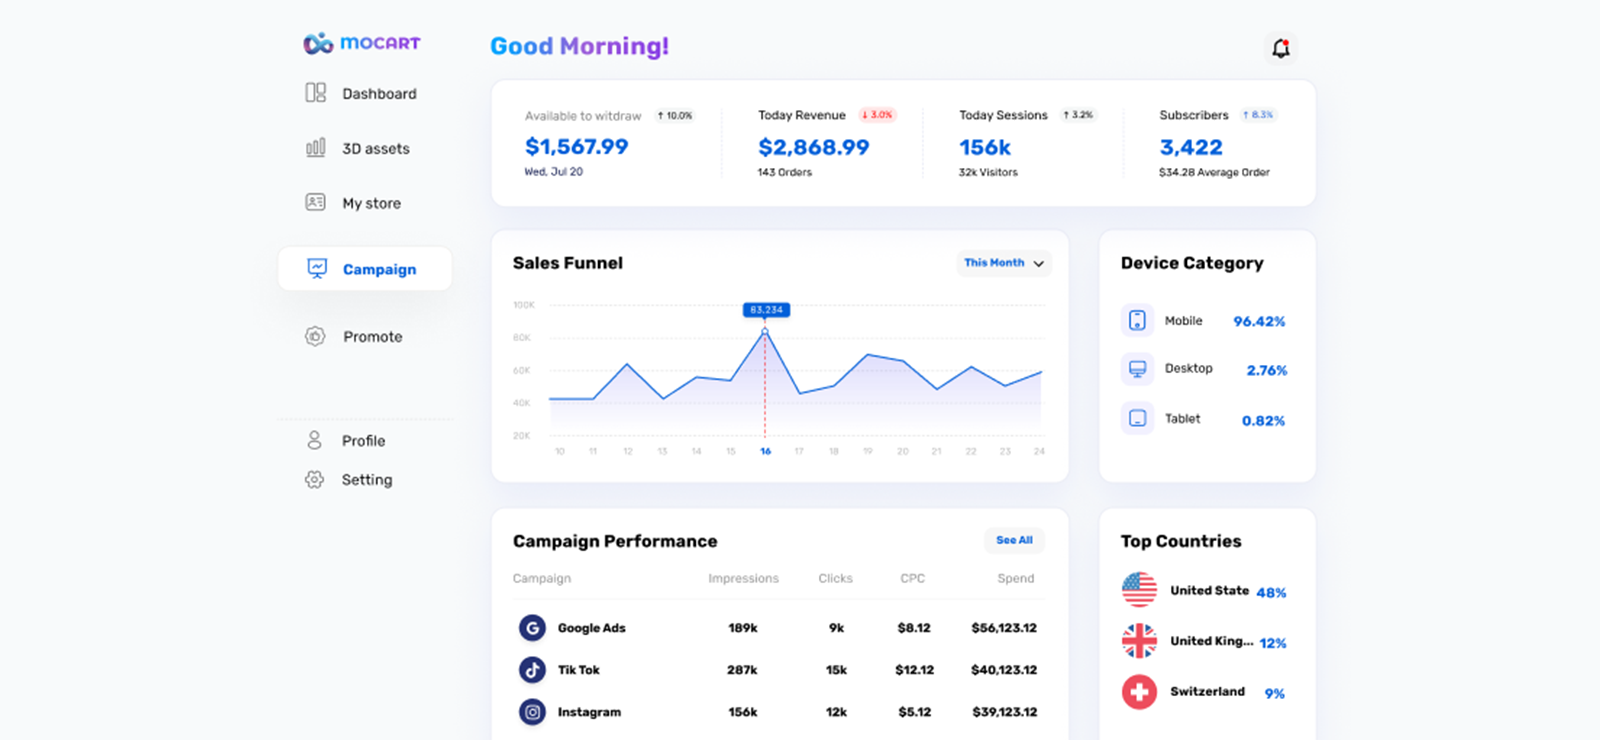 MOCART
Good Morning!
Dashboard
3D assets
My store
Campaign
Promote
Profile
Setting
Available to witdraw ↑ 10.0%
$1,567.99
Wed, Jul 20
Today Revenue ↓ 3.0%
$2,868.99
143 Orders
Today Sessions ↑ 3.2%
156k
32k Visitors
Subscribers ↑ 8.3%
3,422
$34.28 Average Order
Sales Funnel
This Month
100K
80K
60K
40K
20K
83,234
10 11 12 13 14 15 16 17 18 19 20 21 22 23 24
Device Category
Mobile 96.42%
Desktop 2.76%
Tablet 0.82%
Campaign Performance
See All
Campaign Impressions Clicks CPC Spend
Google Ads 189k 9k $8.12 $56,123.12
Tik Tok 287k 15k $12.12 $40,123.12
Instagram 156k 12k $5.12 $39,123.12
Top Countries
United State 48%
United King... 12%
Switzerland 9%